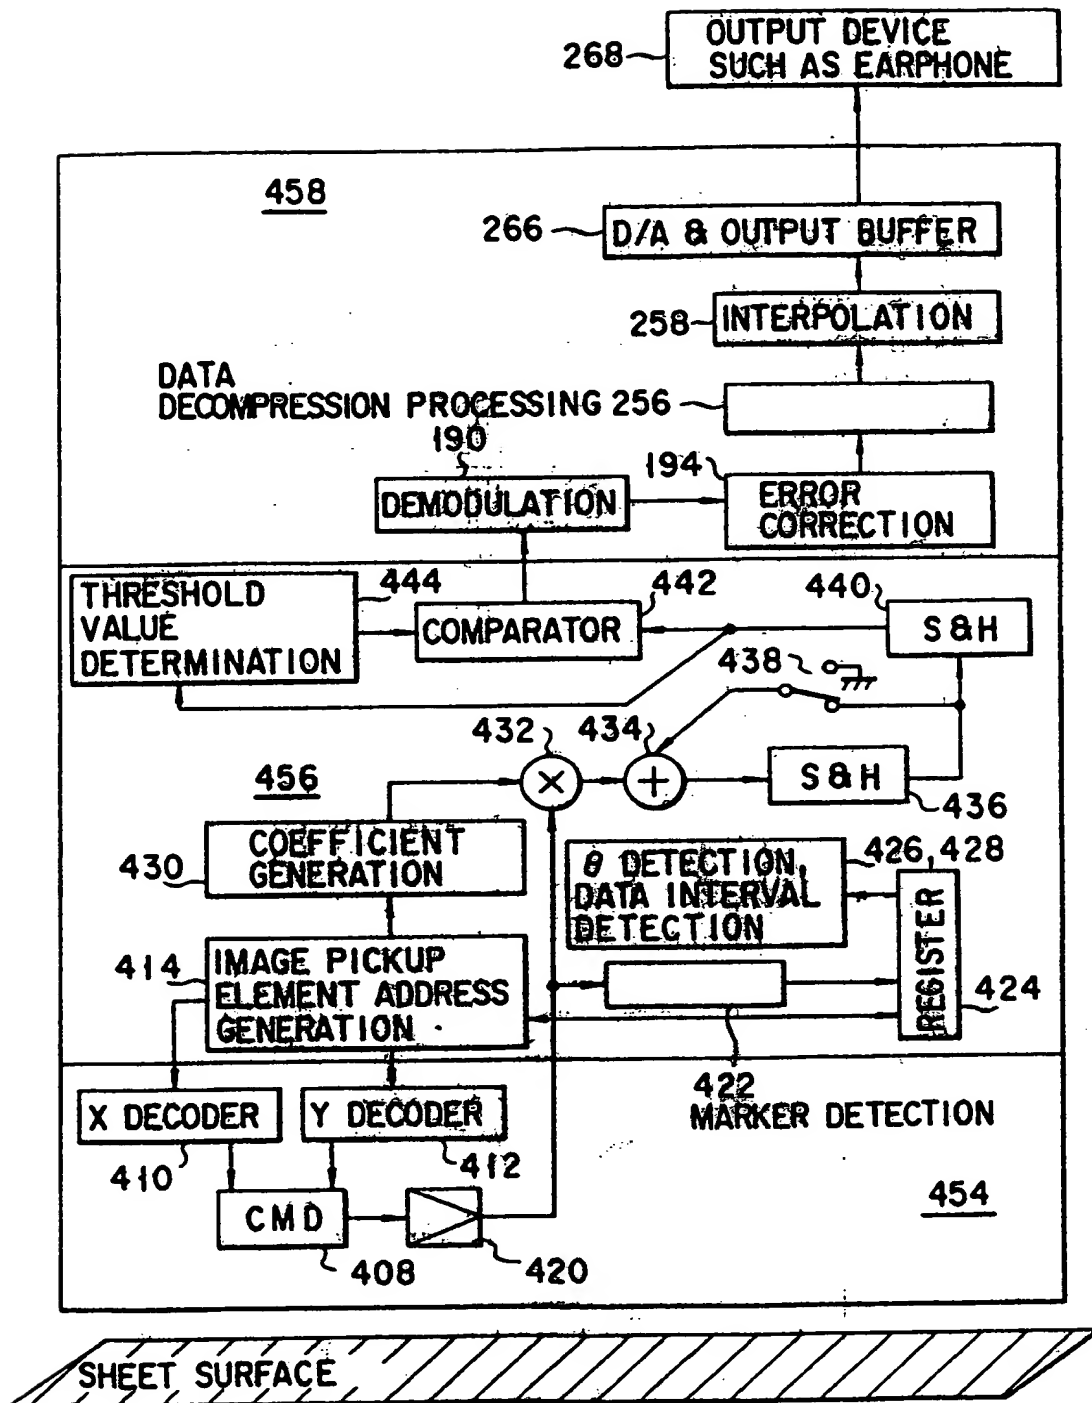 OUTPUT DEVICE
SUCH AS EARPHONE
268
458
266
D/A & OUTPUT BUFFER
258
INTERPOLATION
DATA
DECOMPRESSION PROCESSING 256
190
194
DEMODULATION
ERROR
CORRECTION
THRESHOLD
VALUE
DETERMINATION
444
442
COMPARATOR
440
S & H
438
432
434
×
+
S & H
436
456
COEFFICIENT
GENERATION
430
θ DETECTION,
DATA INTERVAL
DETECTION
426,428
REGISTER
424
414
IMAGE PICKUP
ELEMENT ADDRESS
GENERATION
422
MARKER DETECTION
X DECODER
410
Y DECODER
412
CMD
408
420
454
SHEET SURFACE